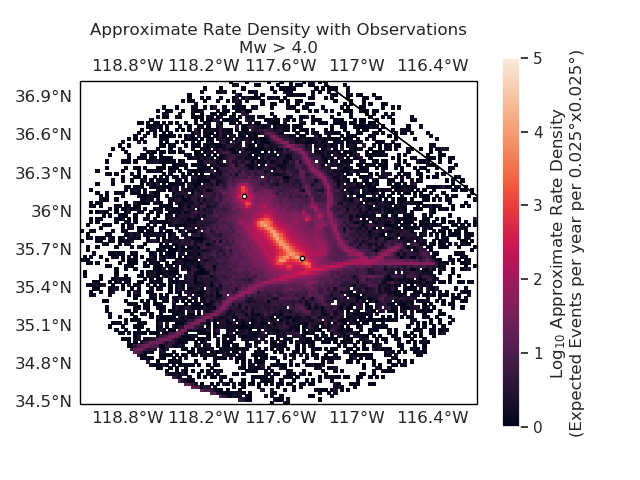 Approximate Rate Density with Observations
Mw > 4.0
118.8°W 118.2°W 117.6°W 117°W 116.4°W
36.9°N
36.6°N
36.3°N
36°N
35.7°N
35.4°N
35.1°N
34.8°N
34.5°N
118.8°W 118.2°W 117.6°W 117°W 116.4°W
5
4
3
2
1
0
Log₁₀ Approximate Rate Density
(Expected Events per year per 0.025°x0.025°)